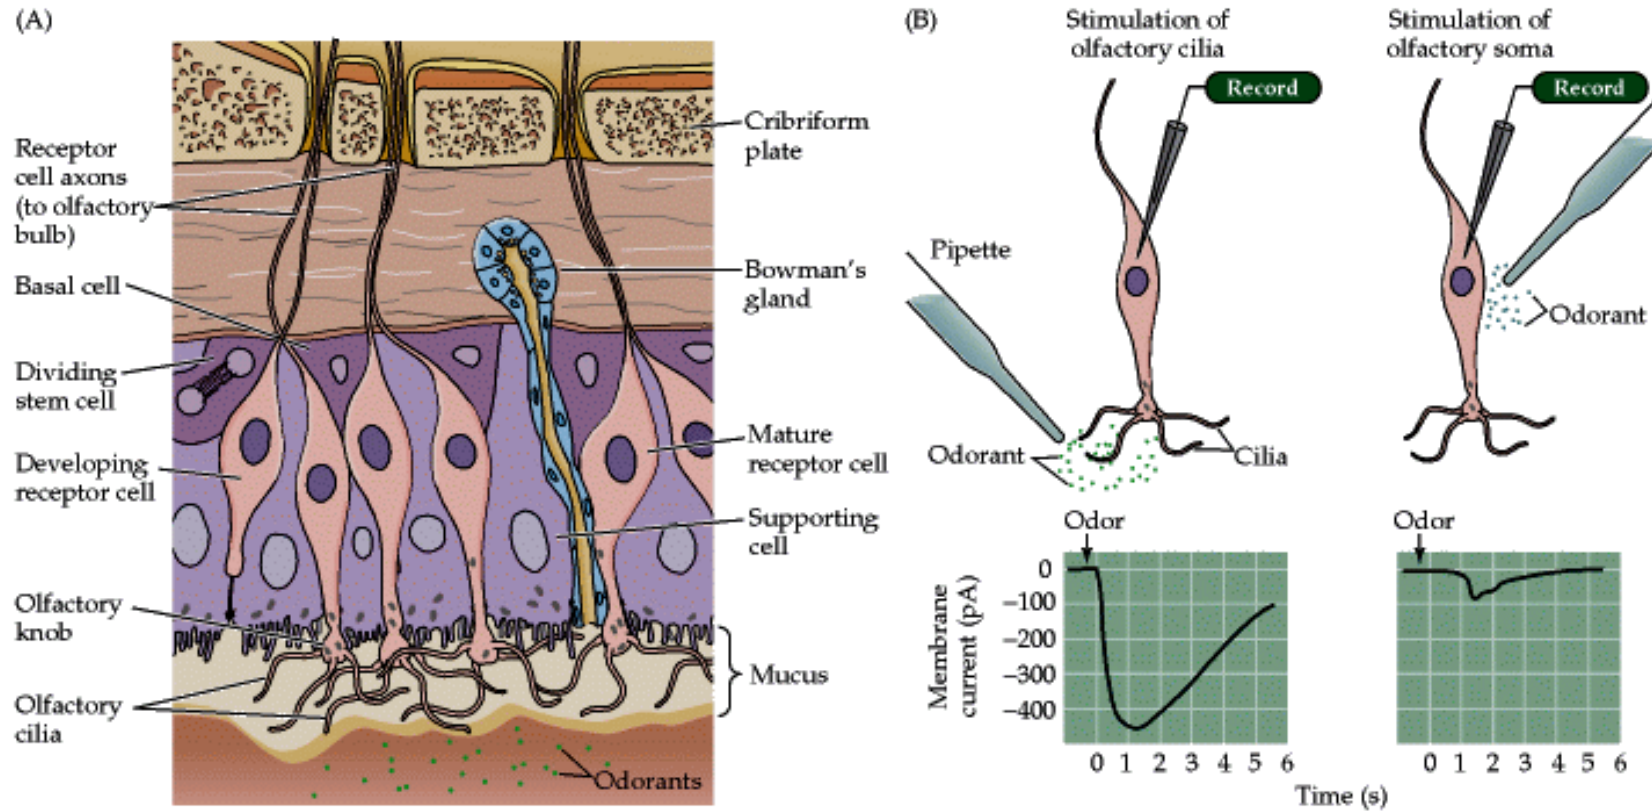 (A)
Receptor
cell axons
(to olfactory
bulb)
Basal cell
Dividing
stem cell
Developing
receptor cell
Olfactory
knob
Olfactory
cilia
Cribriform
plate
Bowman's
gland
Mature
receptor cell
Supporting
cell
Mucus
Odorants
(B)
Stimulation of
olfactory cilia
Record
Pipette
Odorant
Cilia
Stimulation of
olfactory soma
Record
Odorant
Odor
Membrane
current (pA)
0
−100
−200
−300
−400
0 1 2 3 4 5 6
Odor
0 1 2 3 4 5 6
Time (s)